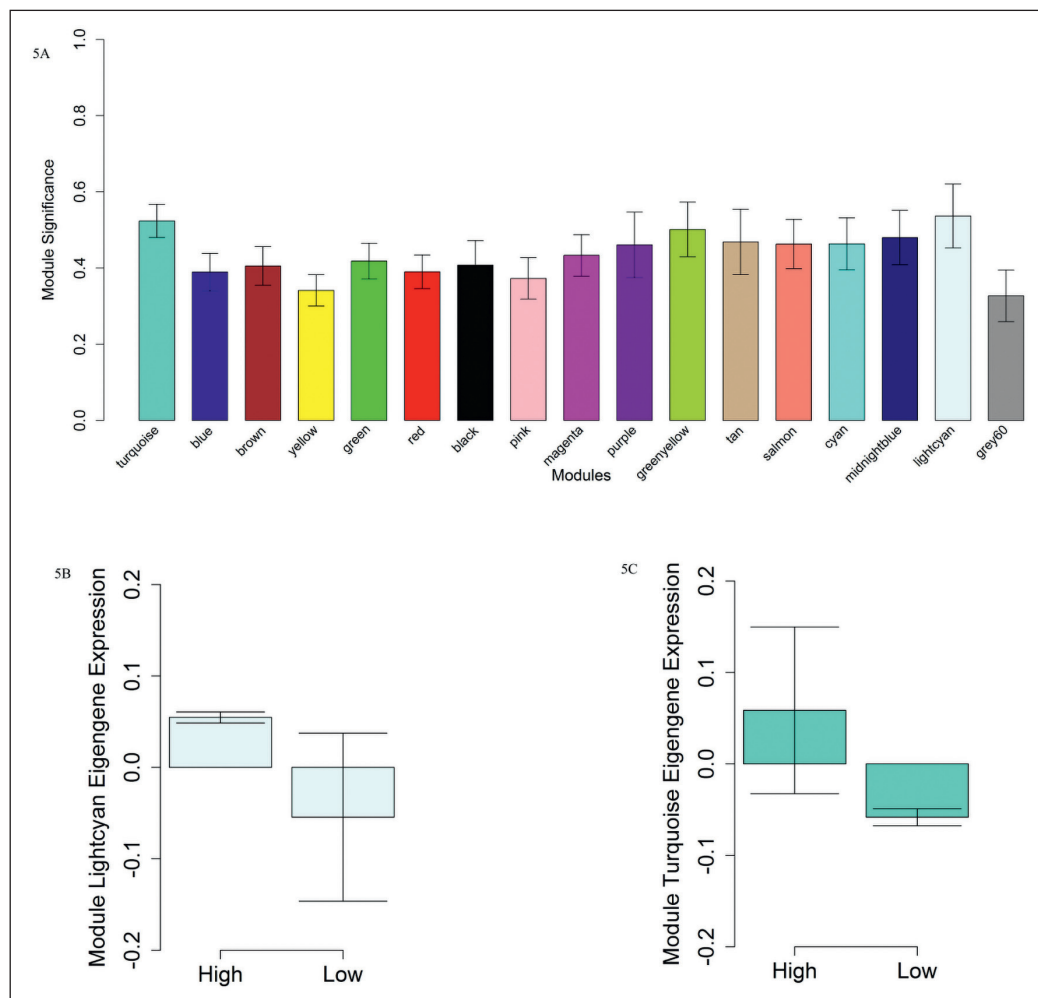 5A
Module Significance
1.0
0.8
0.6
0.4
0.2
0.0
turquoise
blue
brown
yellow
green
red
black
pink
magenta
purple
greenyellow
tan
salmon
cyan
midnightblue
lightcyan
grey60
Modules
5B
Module Lightcyan Eigengene Expression
0.2
0.1
0.0
-0.1
-0.2
High
Low
5C
Module Turquoise Eigengene Expression
0.2
0.1
0.0
-0.1
-0.2
High
Low